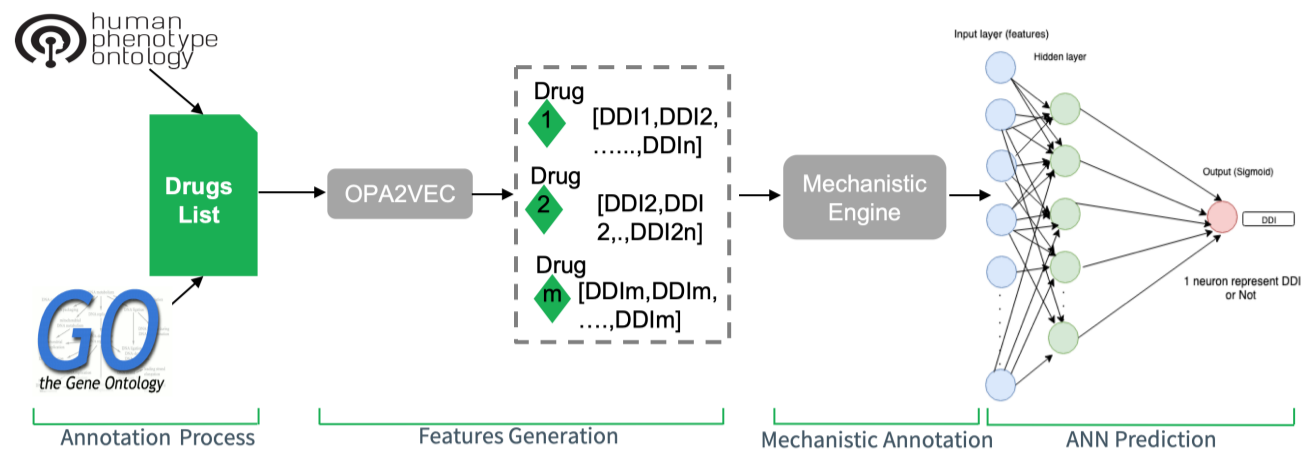 human
phenotype
ontology
Drugs
List
GO
the Gene Ontology
Annotation Process
OPA2VEC
Drug
1
[DDI1,DDI2,
……,DDIn]
Drug
2
[DDI2,DDI
2,.,DDI2n]
Drug
m
[DDIm,DDIm,
….,DDIm]
Features Generation
Mechanistic
Engine
Mechanistic Annotation
Input layer (features)
Hidden layer
Output (Sigmoid)
DDI
1 neuron represent DDI
or Not
ANN Prediction